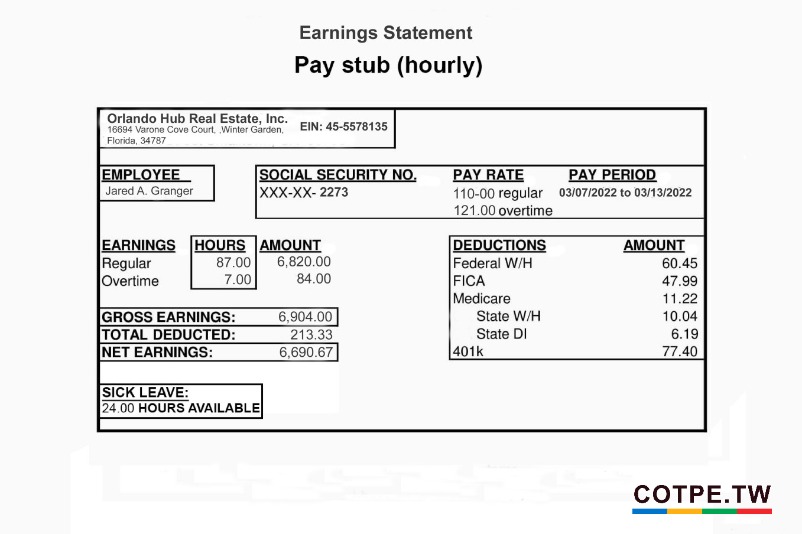 Earnings Statement
Pay stub (hourly)
Orlando Hub Real Estate, Inc.
16694 Varone Cove Court, ,Winter Garden,
Florida, 34787
EIN: 45-5578135
EMPLOYEE
Jared A. Granger
SOCIAL SECURITY NO.
XXX-XX- 2273
PAY RATE
110-00 regular
121.00 overtime
PAY PERIOD
03/07/2022 to 03/13/2022
EARNINGS HOURS AMOUNT
Regular 87.00 6,820.00
Overtime 7.00 84.00
GROSS EARNINGS: 6,904.00
TOTAL DEDUCTED: 213.33
NET EARNINGS: 6,690.67
DEDUCTIONS AMOUNT
Federal W/H 60.45
FICA 47.99
Medicare 11.22
State W/H 10.04
State DI 6.19
401k 77.40
SICK LEAVE:
24.00 HOURS AVAILABLE
COTPE.TW